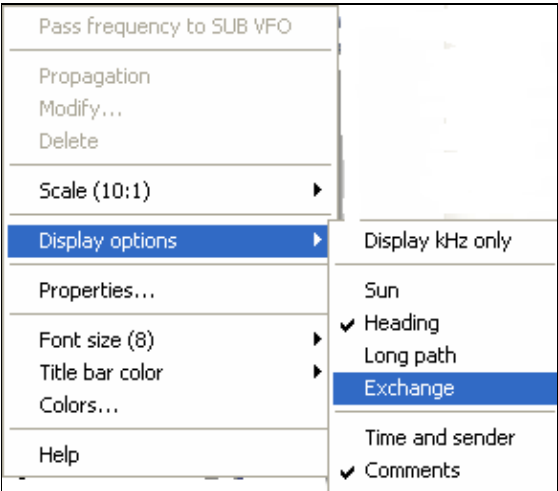 Pass frequency to SUB VFO
Propagation
Modify...
Delete
Scale (10:1)
Display options
Properties...
Font size (8)
Title bar color
Colors...
Help
Display kHz only
Sun
Heading
Long path
Exchange
Time and sender
Comments